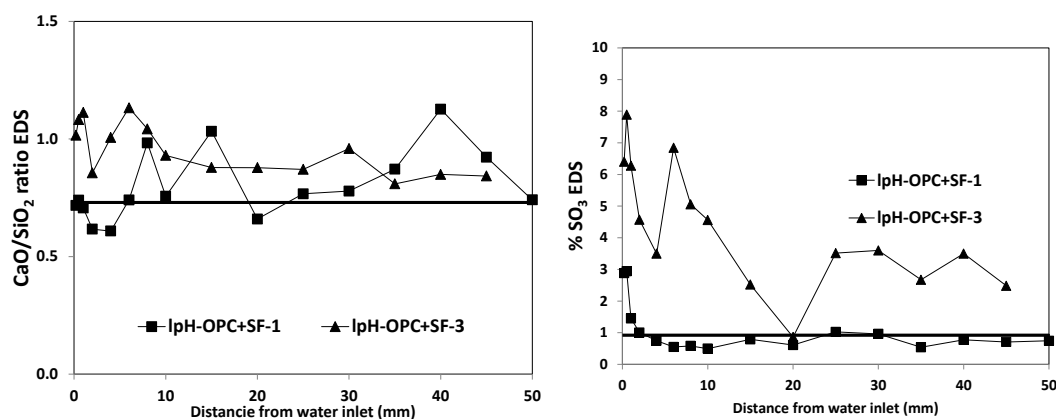 1.5
1.0
0.5
0.0
CaO/SiO2 ratio EDS
lpH-OPC+SF-1
lpH-OPC+SF-3
0 10 20 30 40 50
Distancie from water inlet (mm)
10
9
8
7
6
5
4
3
2
1
0
% SO3 EDS
lpH-OPC+SF-1
lpH-OPC+SF-3
0 10 20 30 40 50
Distance from water inlet (mm)